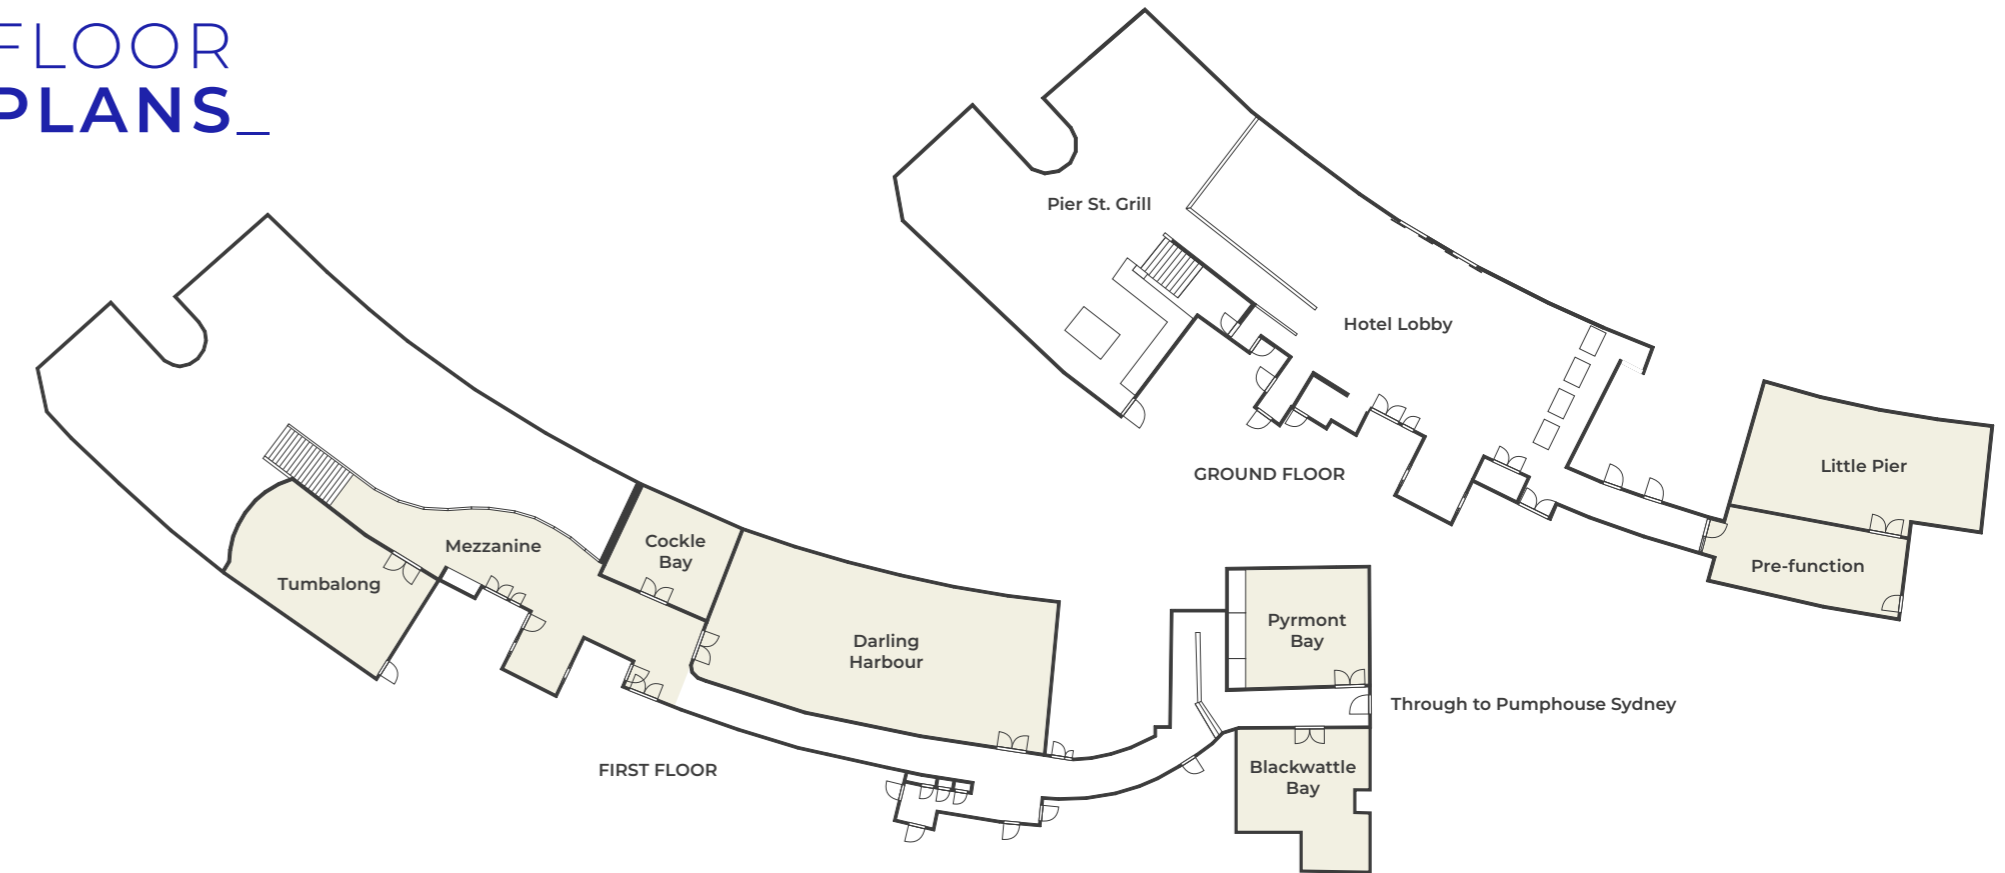 FLOOR
PLANS_
Pier St. Grill
Hotel Lobby
GROUND FLOOR
Little Pier
Pre-function
Mezzanine
Tumbalong
Cockle
Bay
Darling
Harbour
FIRST FLOOR
Pyrmont
Bay
Through to Pumphouse Sydney
Blackwattle
Bay